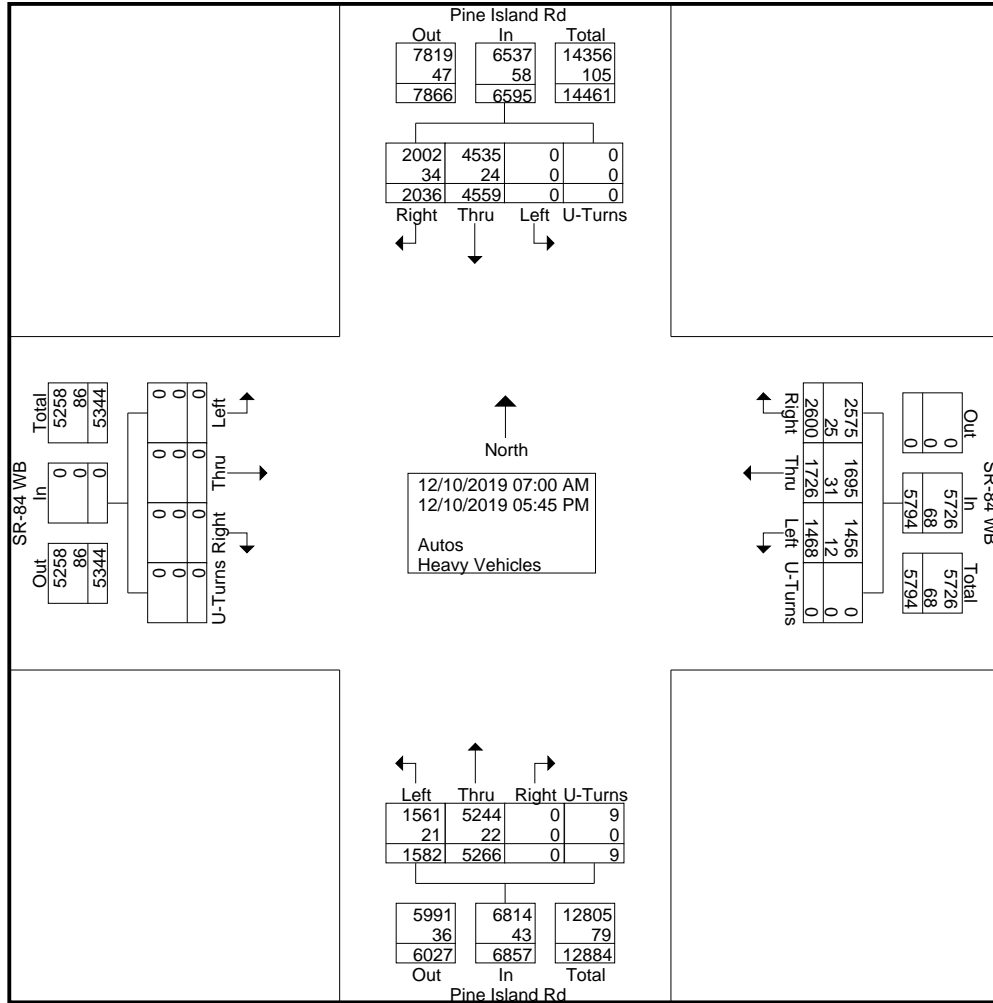 Pine Island Rd
Out In Total
7819 6537 14356
47 58 105
7866 6595 14461
2002 4535 0 0
34 24 0 0
2036 4559 0 0
Right Thru Left U-Turns
SR-84 WB
Total In Out
5258 0 5258
86 0 86
5344 0 5344
0 0 0 0
0 0 0 0
0 0 0 0
Left Thru Right U-Turns
North
12/10/2019 07:00 AM
12/10/2019 05:45 PM
Autos
Heavy Vehicles
SR-84 WB
Out In Total
0 5726 5726
0 68 68
0 5794 5794
2575 1695 1456 0
25 31 12 0
2600 1726 1468 0
Right Thru Left U-Turns
Left Thru Right U-Turns
1561 5244 0 9
21 22 0 0
1582 5266 0 9
5991 6814 12805
36 43 79
6027 6857 12884
Out In Total
Pine Island Rd